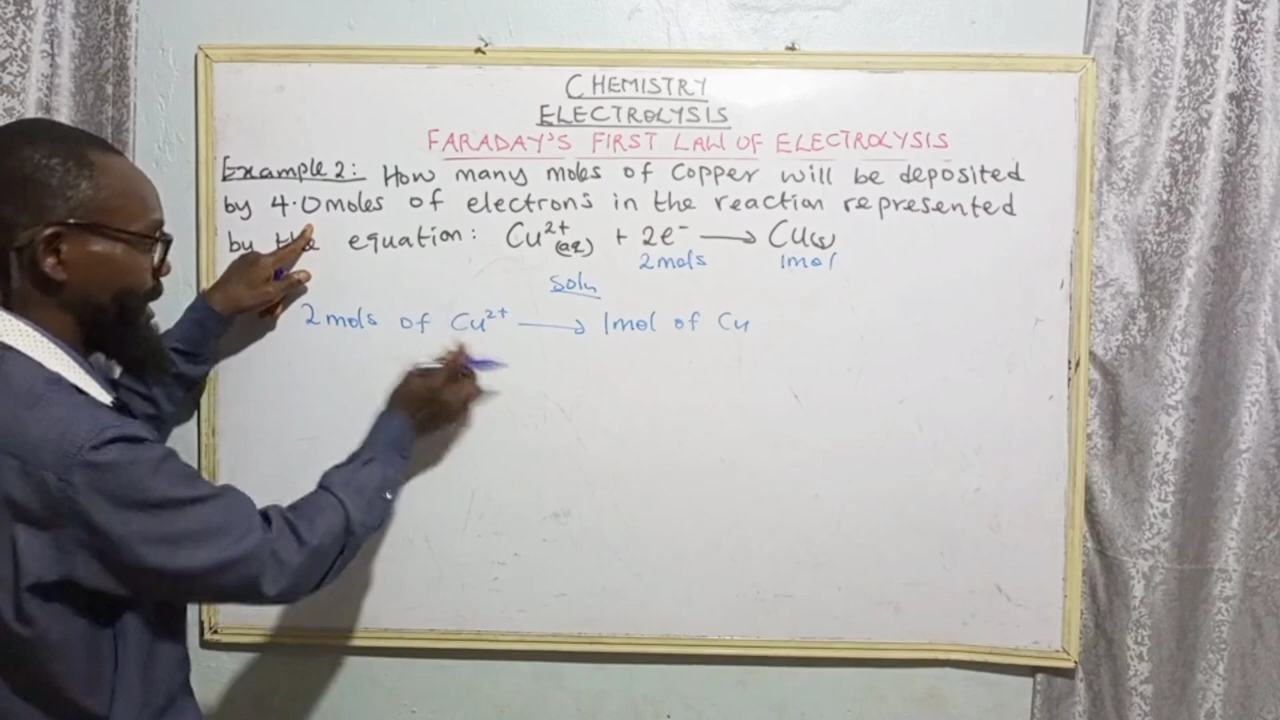 CHEMISTRY
ELECTROLYSIS
FARADAY'S FIRST LAW OF ELECTROLYSIS
Example 2: How many moles of Copper will be deposited
by 4.0 moles of electrons in the reaction represented
by the equation: Cu²⁺(aq) + 2e⁻ → Cu(s)
2mols 1mol
Soln
2mols of Cu²⁺ → 1mol of Cu